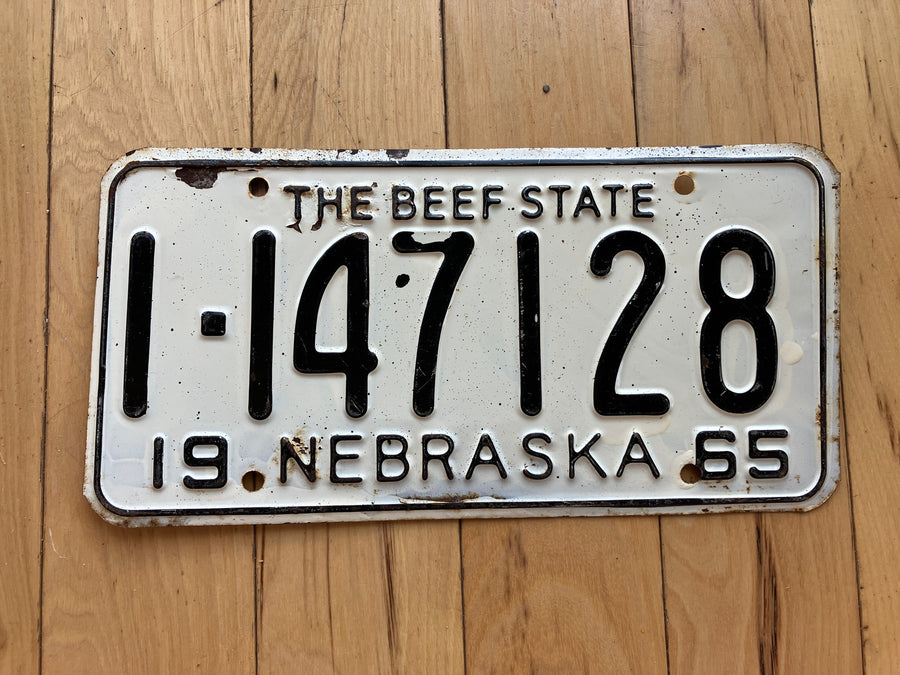 THE BEEF STATE
1-147128
19 NEBRASKA 65